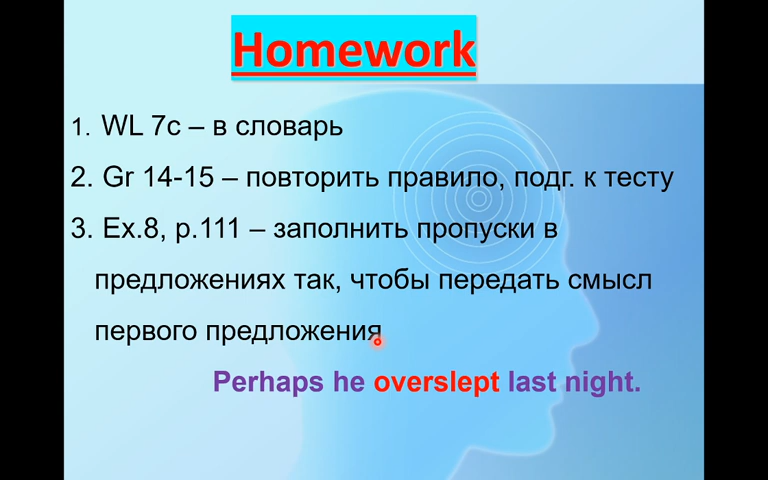 Homework
1. WL 7c – в словарь
2. Gr 14-15 – повторить правило, подг. к тесту
3. Ex.8, p.111 – заполнить пропуски в
предложениях так, чтобы передать смысл
первого предложения
Perhaps he overslept last night.